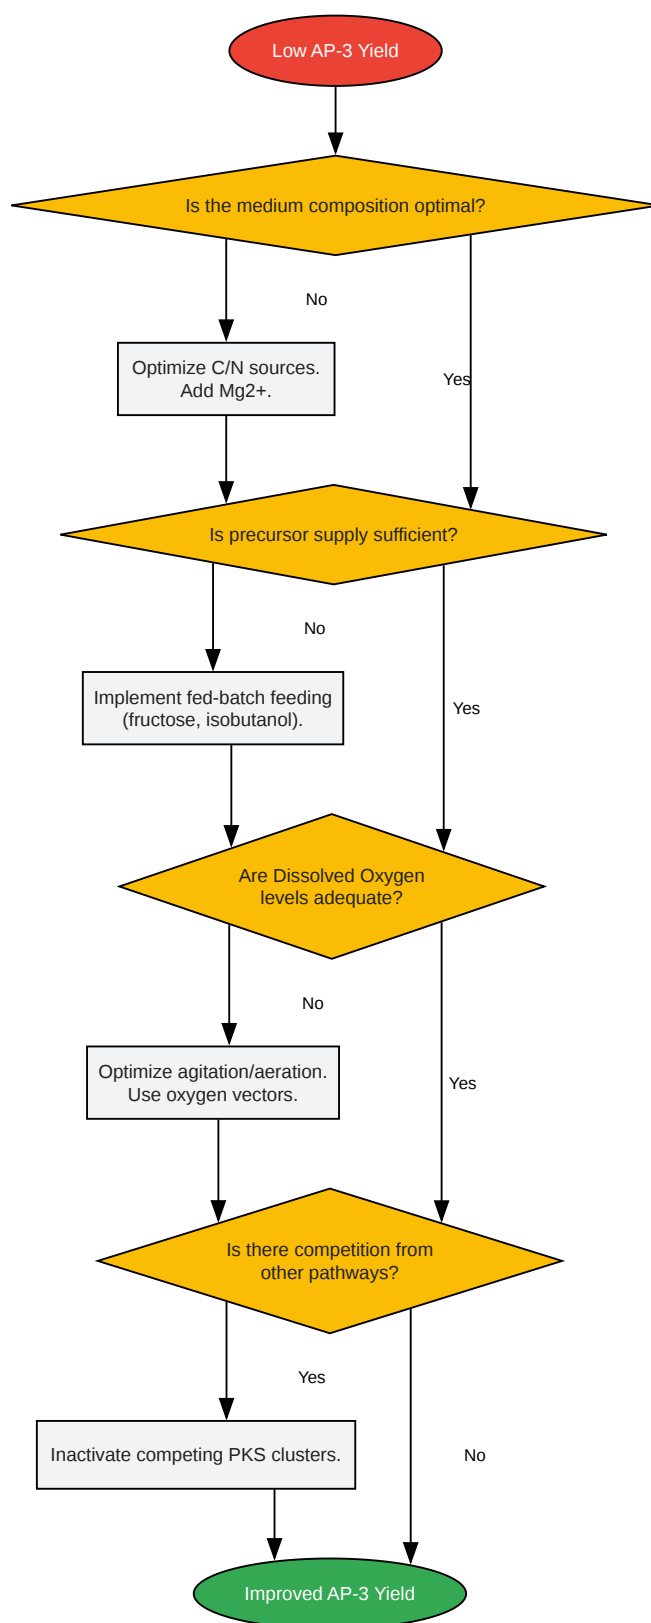 Low AP-3 Yield
Is the medium composition optimal?
No
Optimize C/N sources.
Add Mg2+.
Yes
Is precursor supply sufficient?
No
Implement fed-batch feeding
(fructose, isobutanol).
Yes
Are Dissolved Oxygen
levels adequate?
No
Optimize agitation/aeration.
Use oxygen vectors.
Yes
Is there competition from
other pathways?
Yes
Inactivate competing PKS clusters.
No
Improved AP-3 Yield